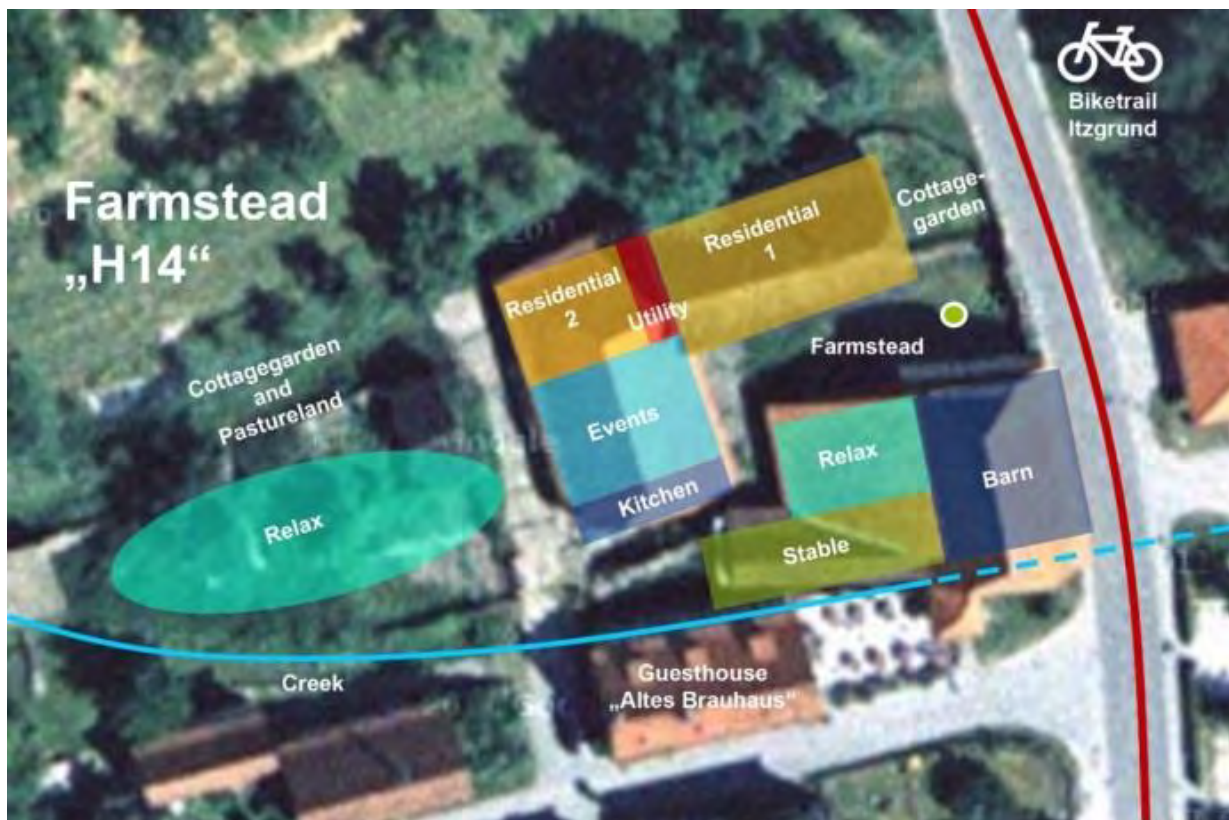 Biketrail
Itzgrund
Farmstead
„H14“
Cottage-
garden
Residential
1
Residential
2
Utility
Farmstead
Cottagegarden
and
Pastureland
Events
Relax
Barn
Kitchen
Relax
Stable
Guesthouse
„Altes Brauhaus“
Creek